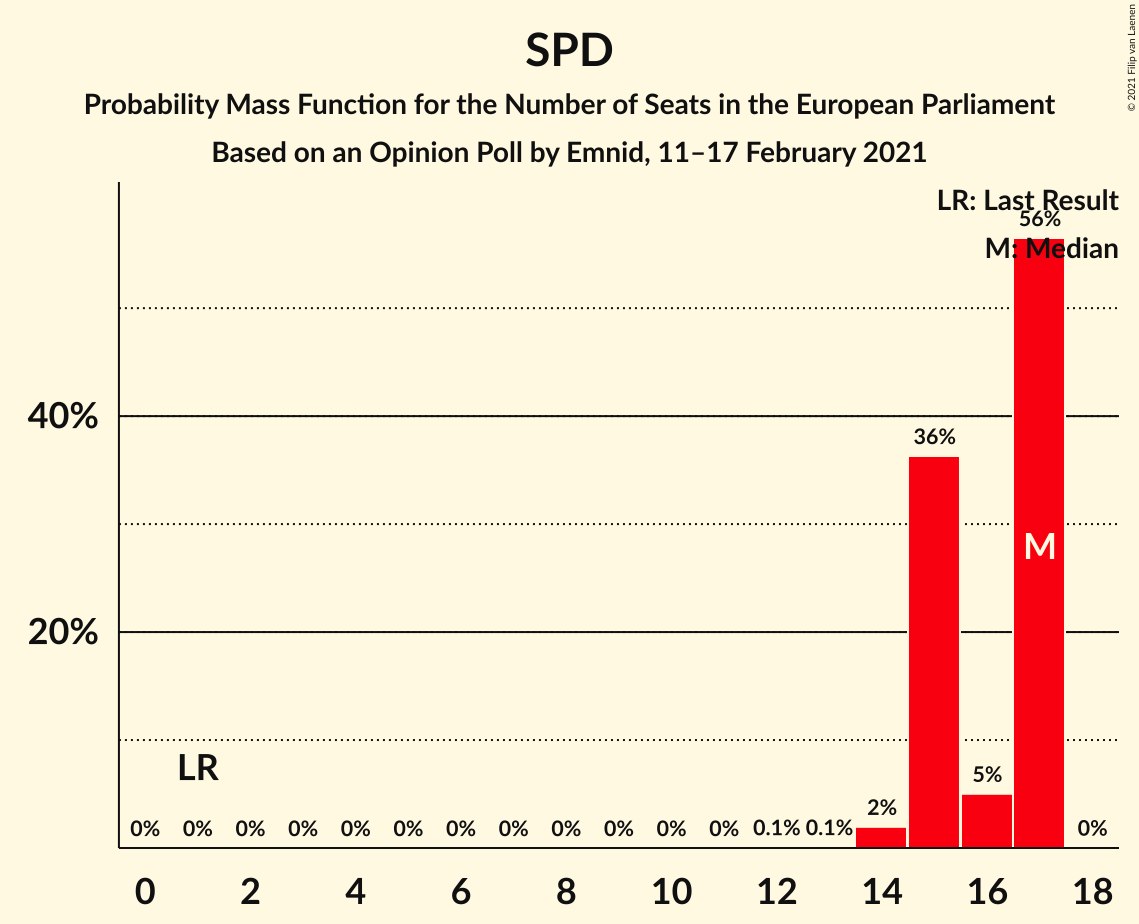 SPD
Probability Mass Function for the Number of Seats in the European Parliament
Based on an Opinion Poll by Emnid, 11–17 February 2021
© 2021 Filip van Laenen
LR: Last Result
M: Median
56%
40%
36%
M
20%
LR
5%
2%
0% 0% 0% 0% 0% 0% 0% 0% 0% 0% 0% 0% 0.1% 0.1% 0%
0 2 4 6 8 10 12 14 16 18